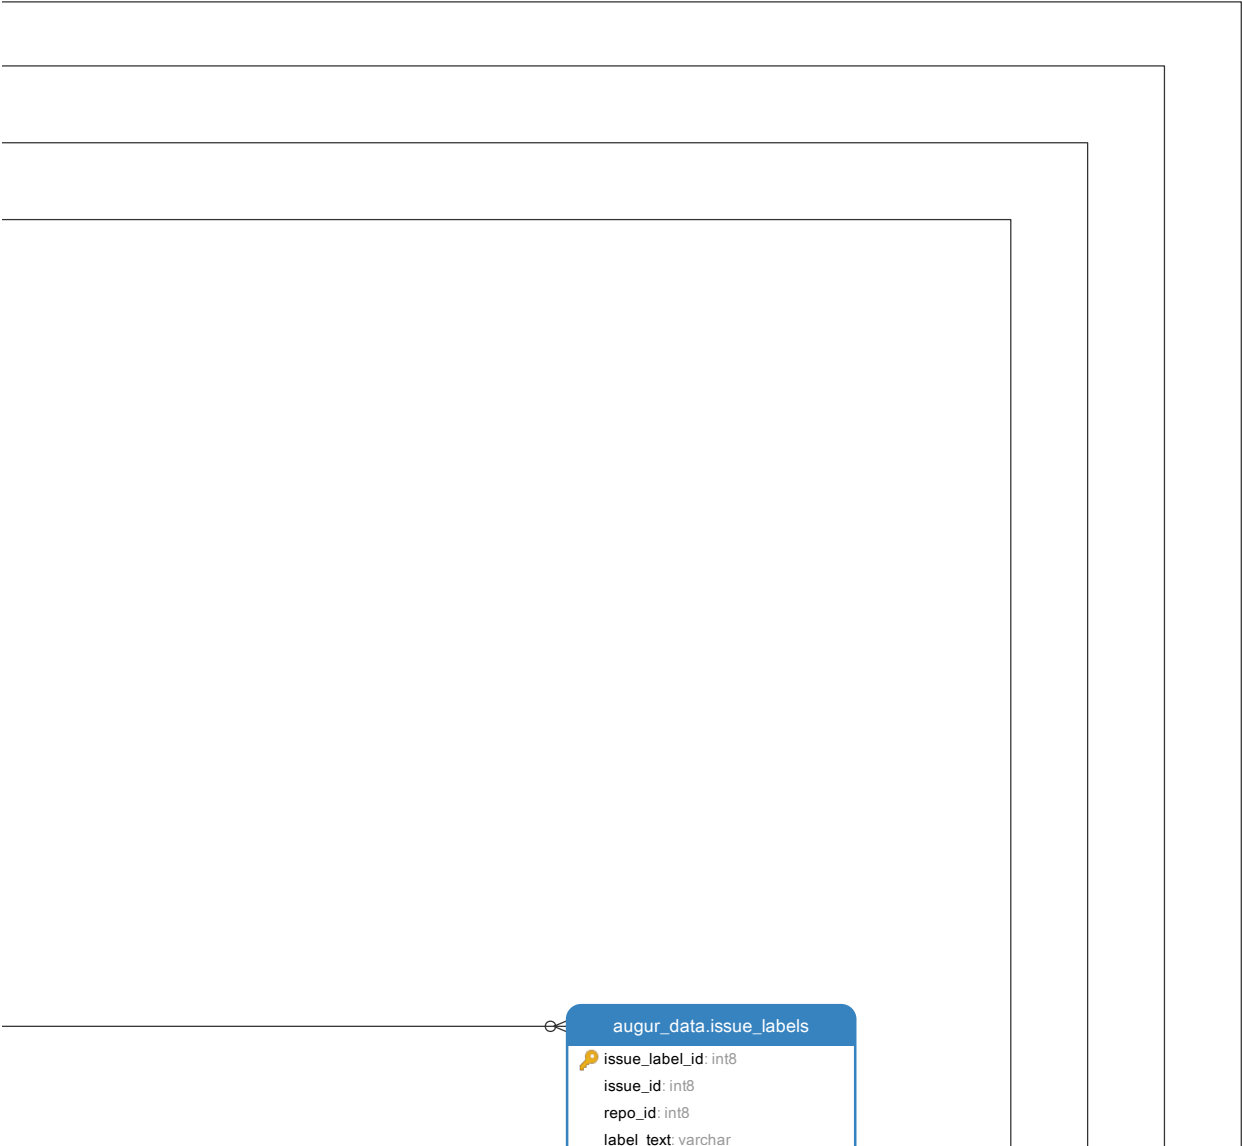 augur_data.issue_labels
issue_label_id: int8
issue_id: int8
repo_id: int8
label_text: varchar